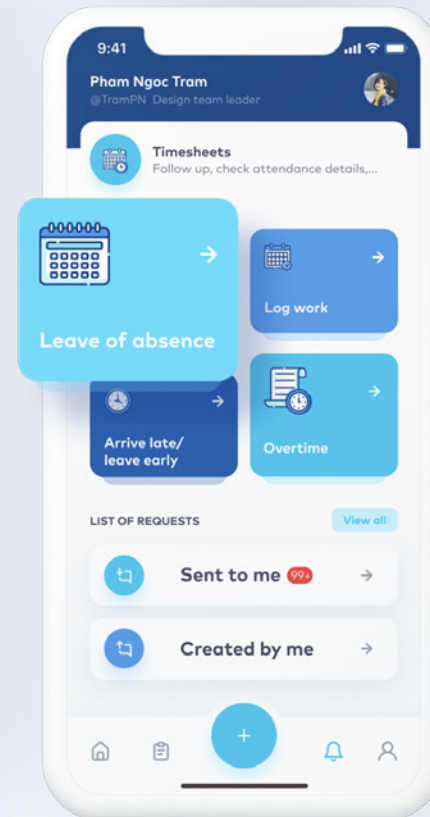 9:41
Pham Ngoc Tram
@TramPN Design team leader
Timesheets
Follow up, check attendance details,...
Leave of absence
Log work
Arrive late/
leave early
Overtime
LIST OF REQUESTS
View all
Sent to me 99+
Created by me